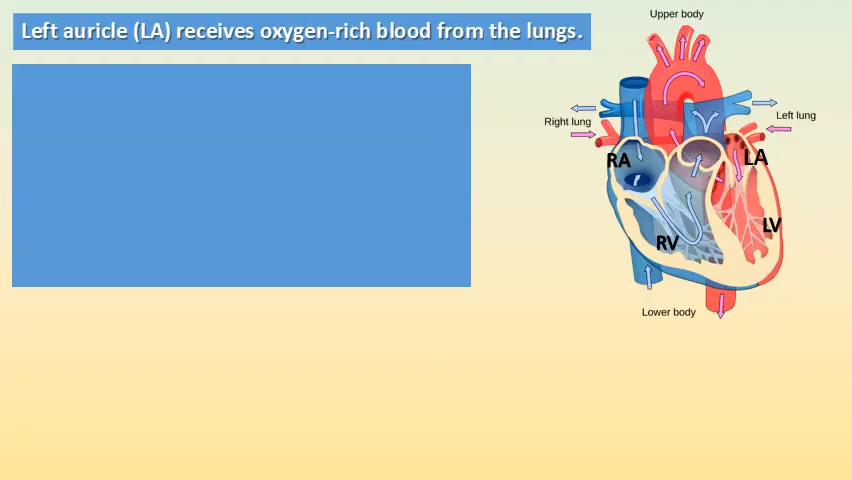 Left auricle (LA) receives oxygen-rich blood from the lungs.
Upper body
Right lung
Left lung
RA
LA
LV
RV
Lower body